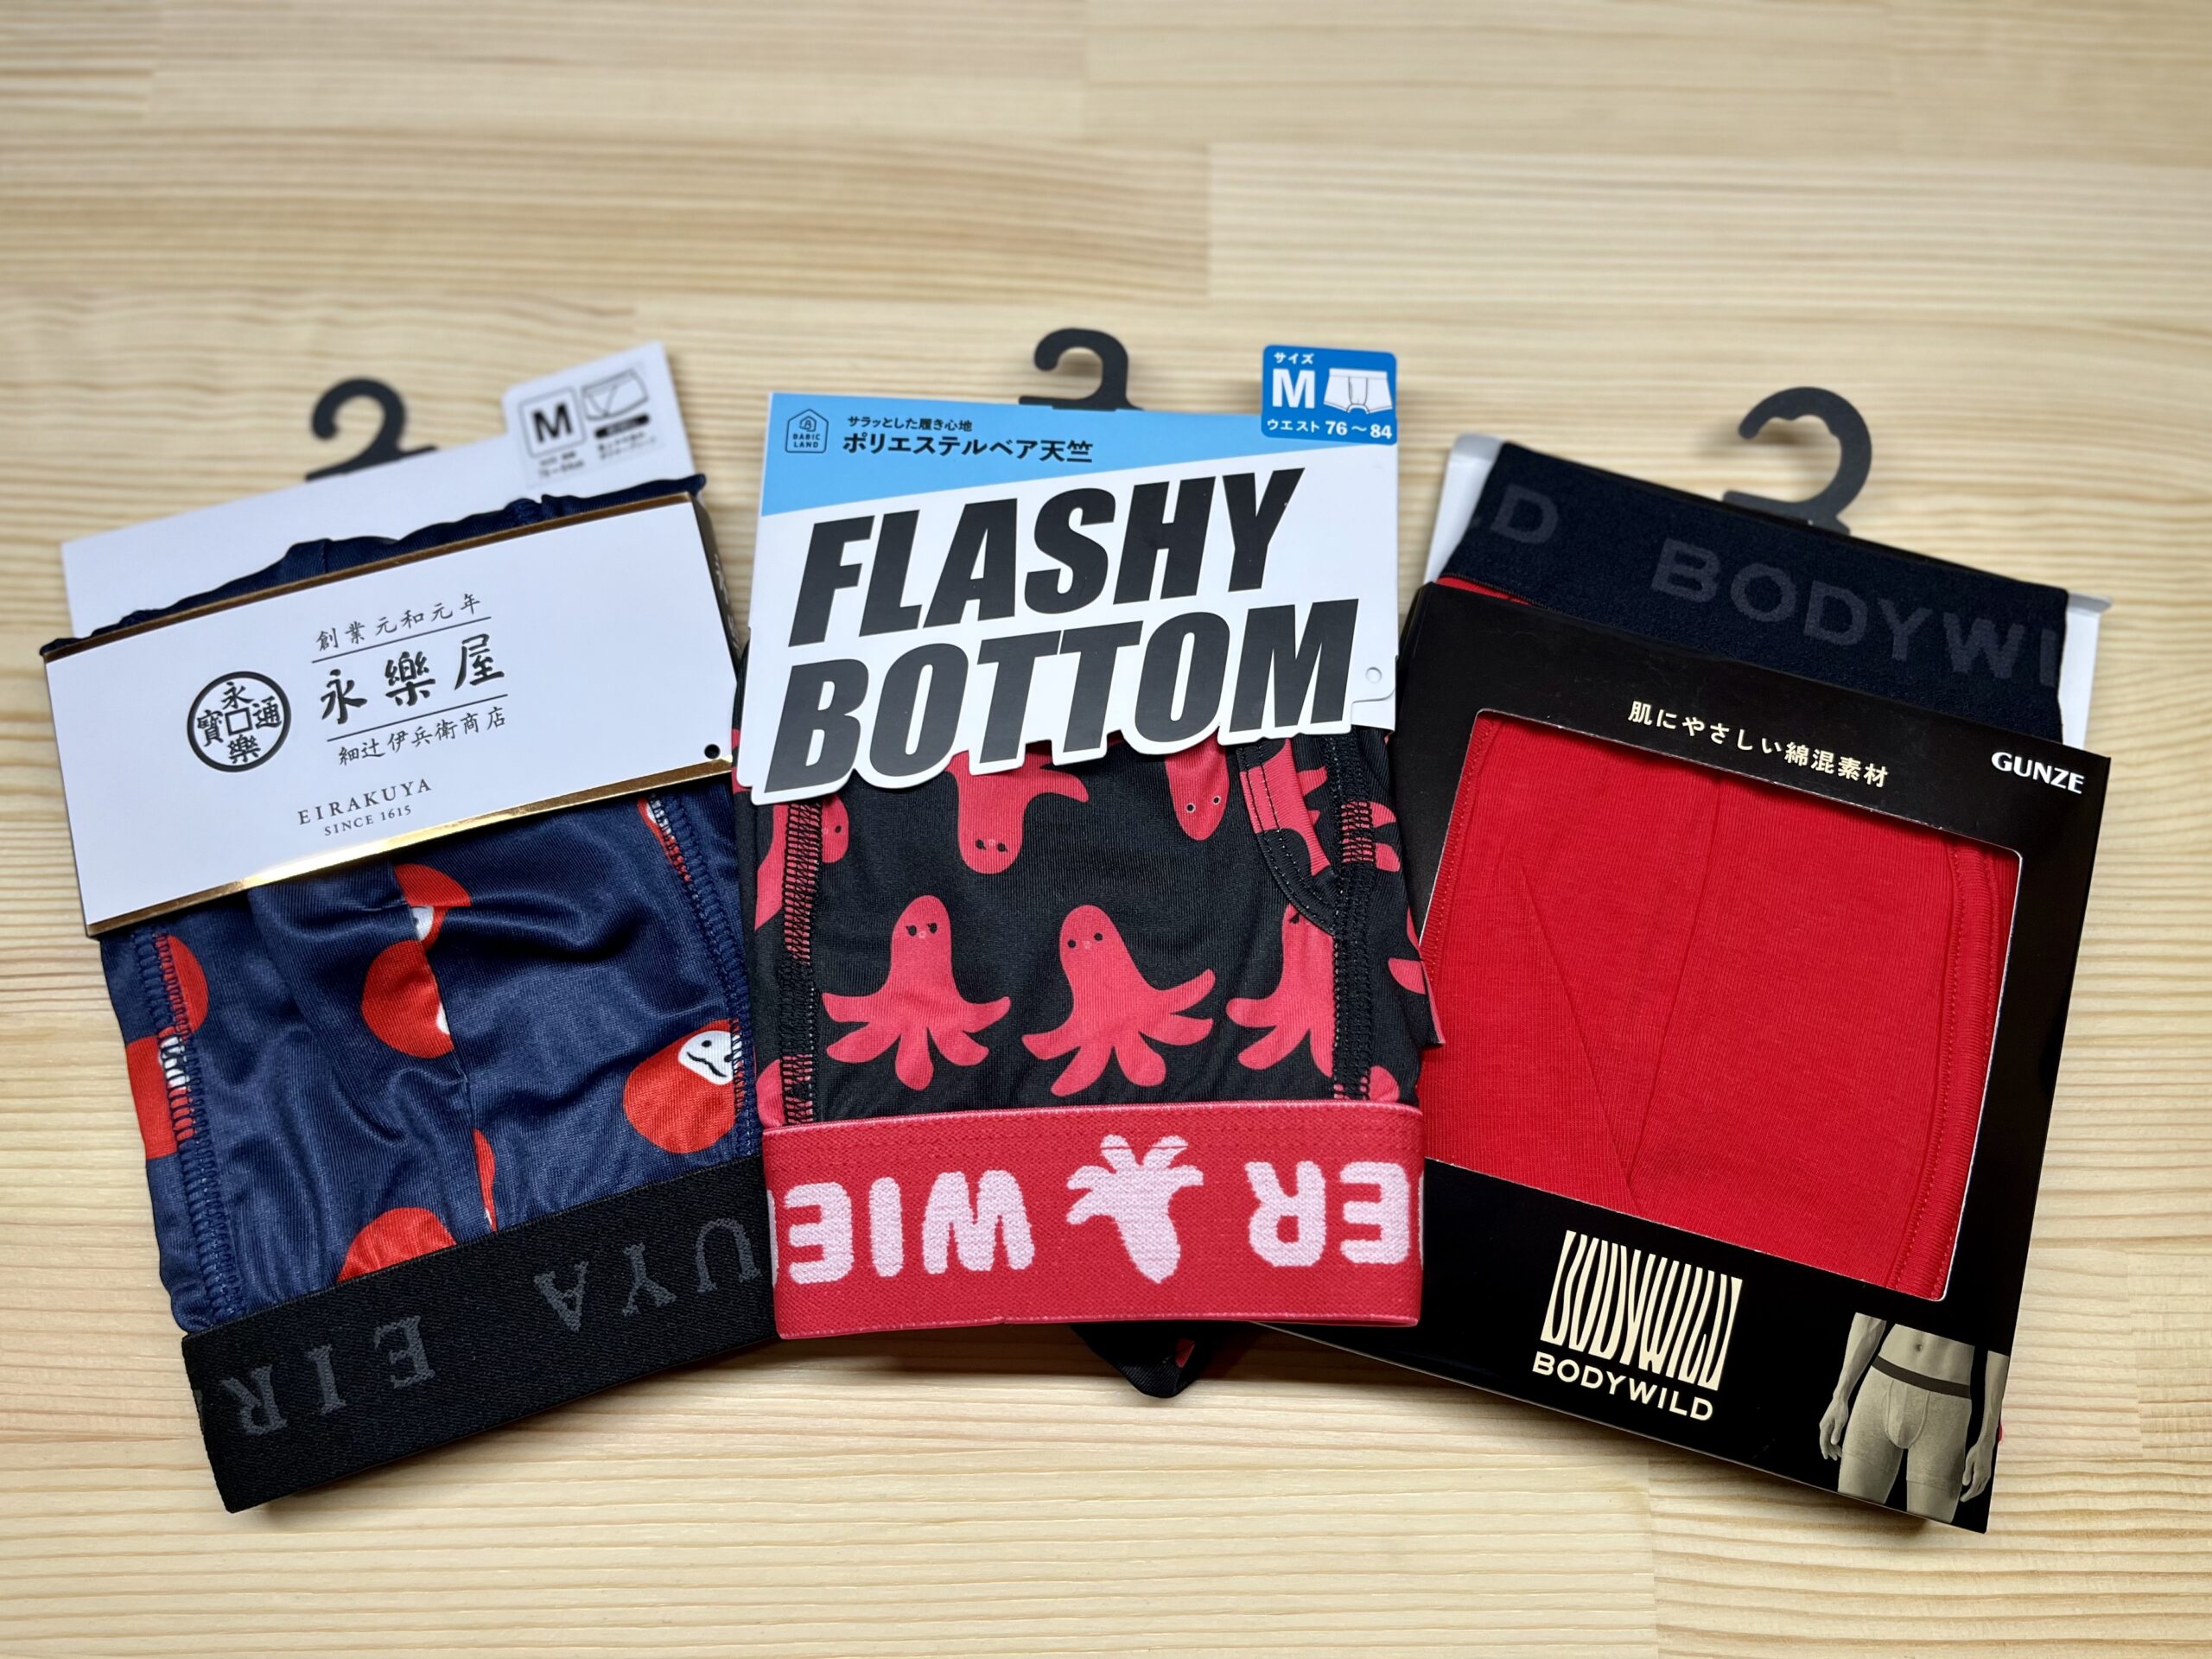 M
創業元和元年
永樂屋
細辻伊兵衛商店
永樂通寶
EIRAKUYA
SINCE 1615
UYA EIR
サイズ
M
ウエスト 76～84
BABIC
LAND
サラッとした履き心地
ポリエステルベア天竺
FLASHY
BOTTOM
ER WIE
D BODYWI
肌にやさしい綿混素材
GUNZE
BODYWILD
BODYWILD